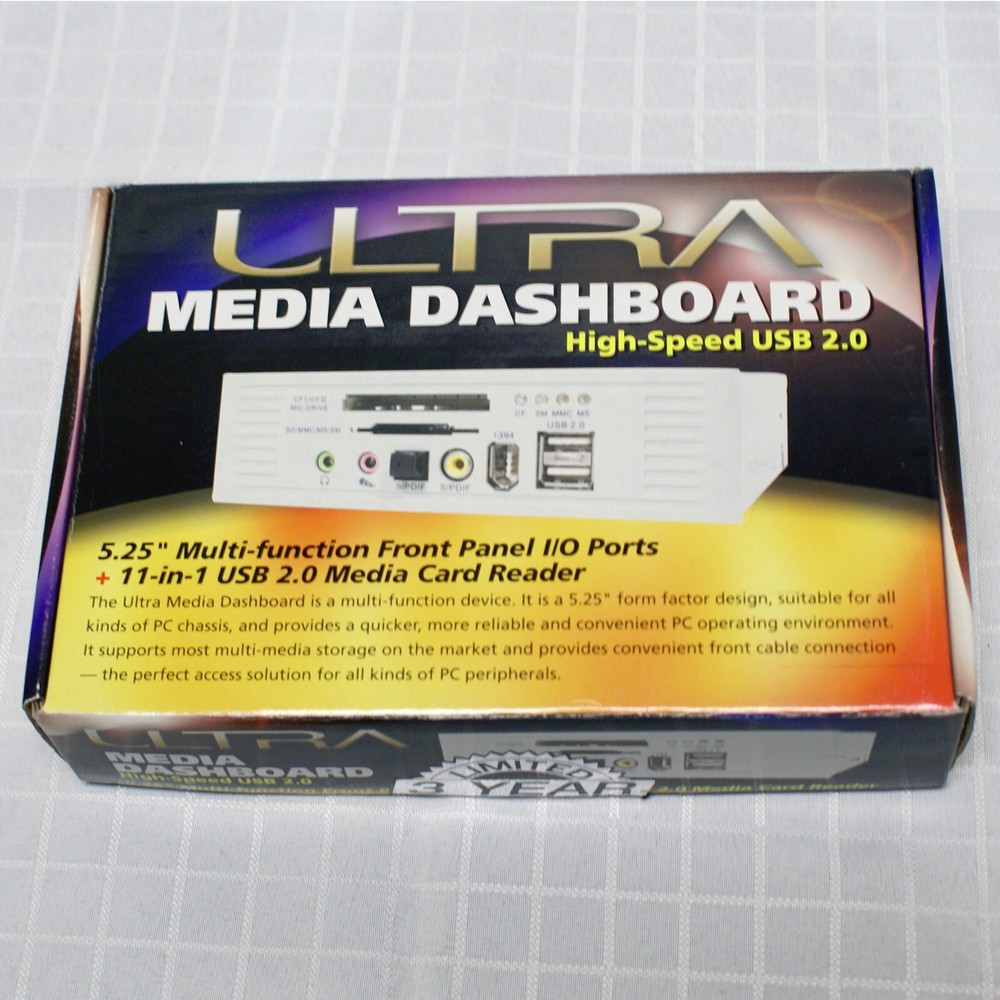 ULTRA
MEDIA DASHBOARD
High-Speed USB 2.0
CF I/CF II
MIC.DRIVE
CF SM MMC MS
USB 2.0
SD/MMC/MS/SM
1394
S/PDIF S/PDIF
5.25" Multi-function Front Panel I/O Ports
+ 11-in-1 USB 2.0 Media Card Reader
The Ultra Media Dashboard is a multi-function device. It is a 5.25" form factor design, suitable for all
kinds of PC chassis, and provides a quicker, more reliable and convenient PC operating environment.
It supports most multi-media storage on the market and provides convenient front cable connection
— the perfect access solution for all kinds of PC peripherals.
ULTRA
MEDIA
DASHBOARD
High-Speed USB 2.0
Multi-function Front
2.0 Media Card Reader
LIMITED
3 YEAR